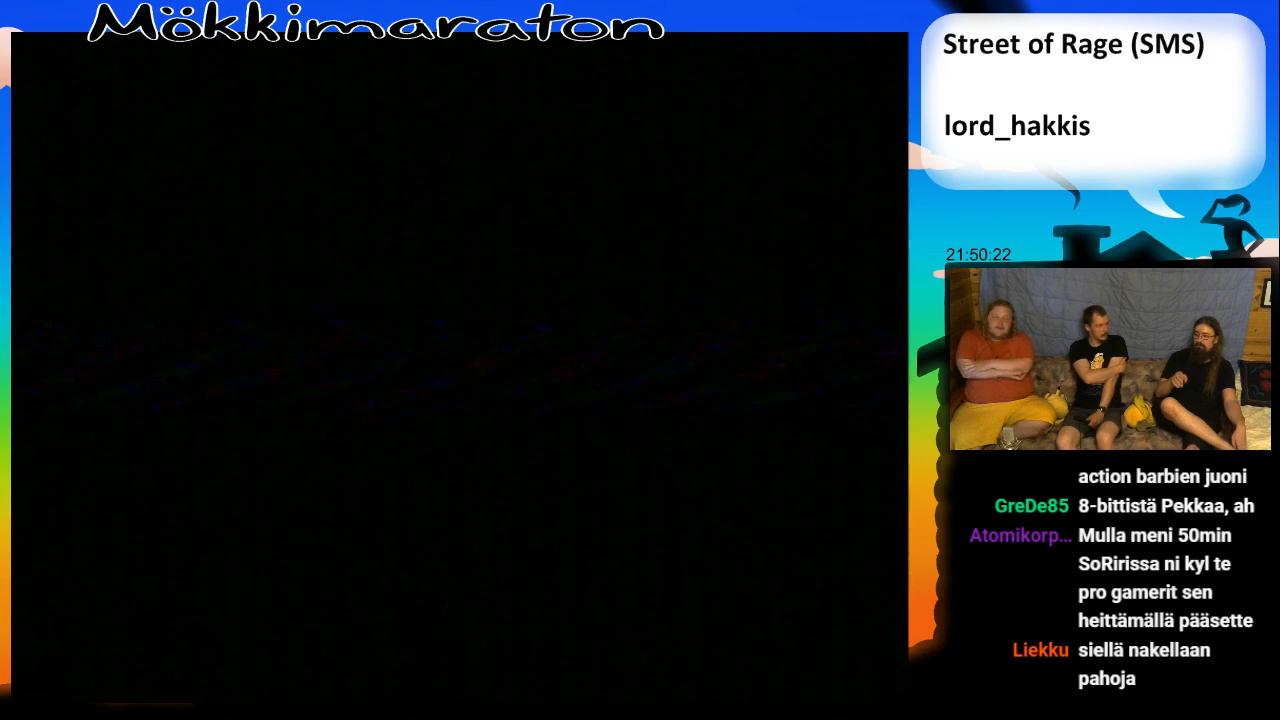 Mökkimaraton
Street of Rage (SMS)
lord_hakkis
21:50:22
action barbien juoni
GreDe85 8-bittistä Pekkaa, ah
Atomikorp... Mulla meni 50min
SoRirissa ni kyl te
pro gamerit sen
heittämällä pääsette
Liekku siellä nakellaan
pahoja